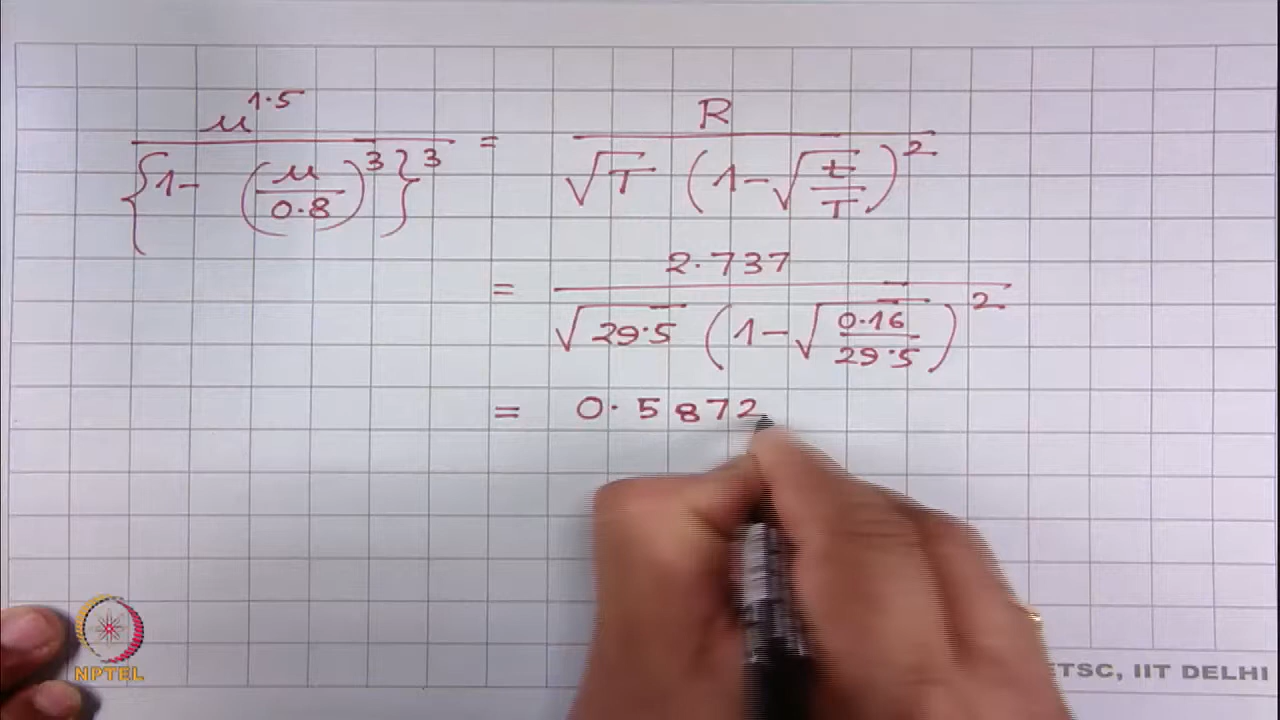 μ^1.5 / {1 - (μ/0.8)^3}^3 = R / √T (1 - √(t/T))^2
= 2.737 / √29.5 (1 - √(0.16/29.5))^2
= 0.5872
NPTEL
ETSC, IIT DELHI